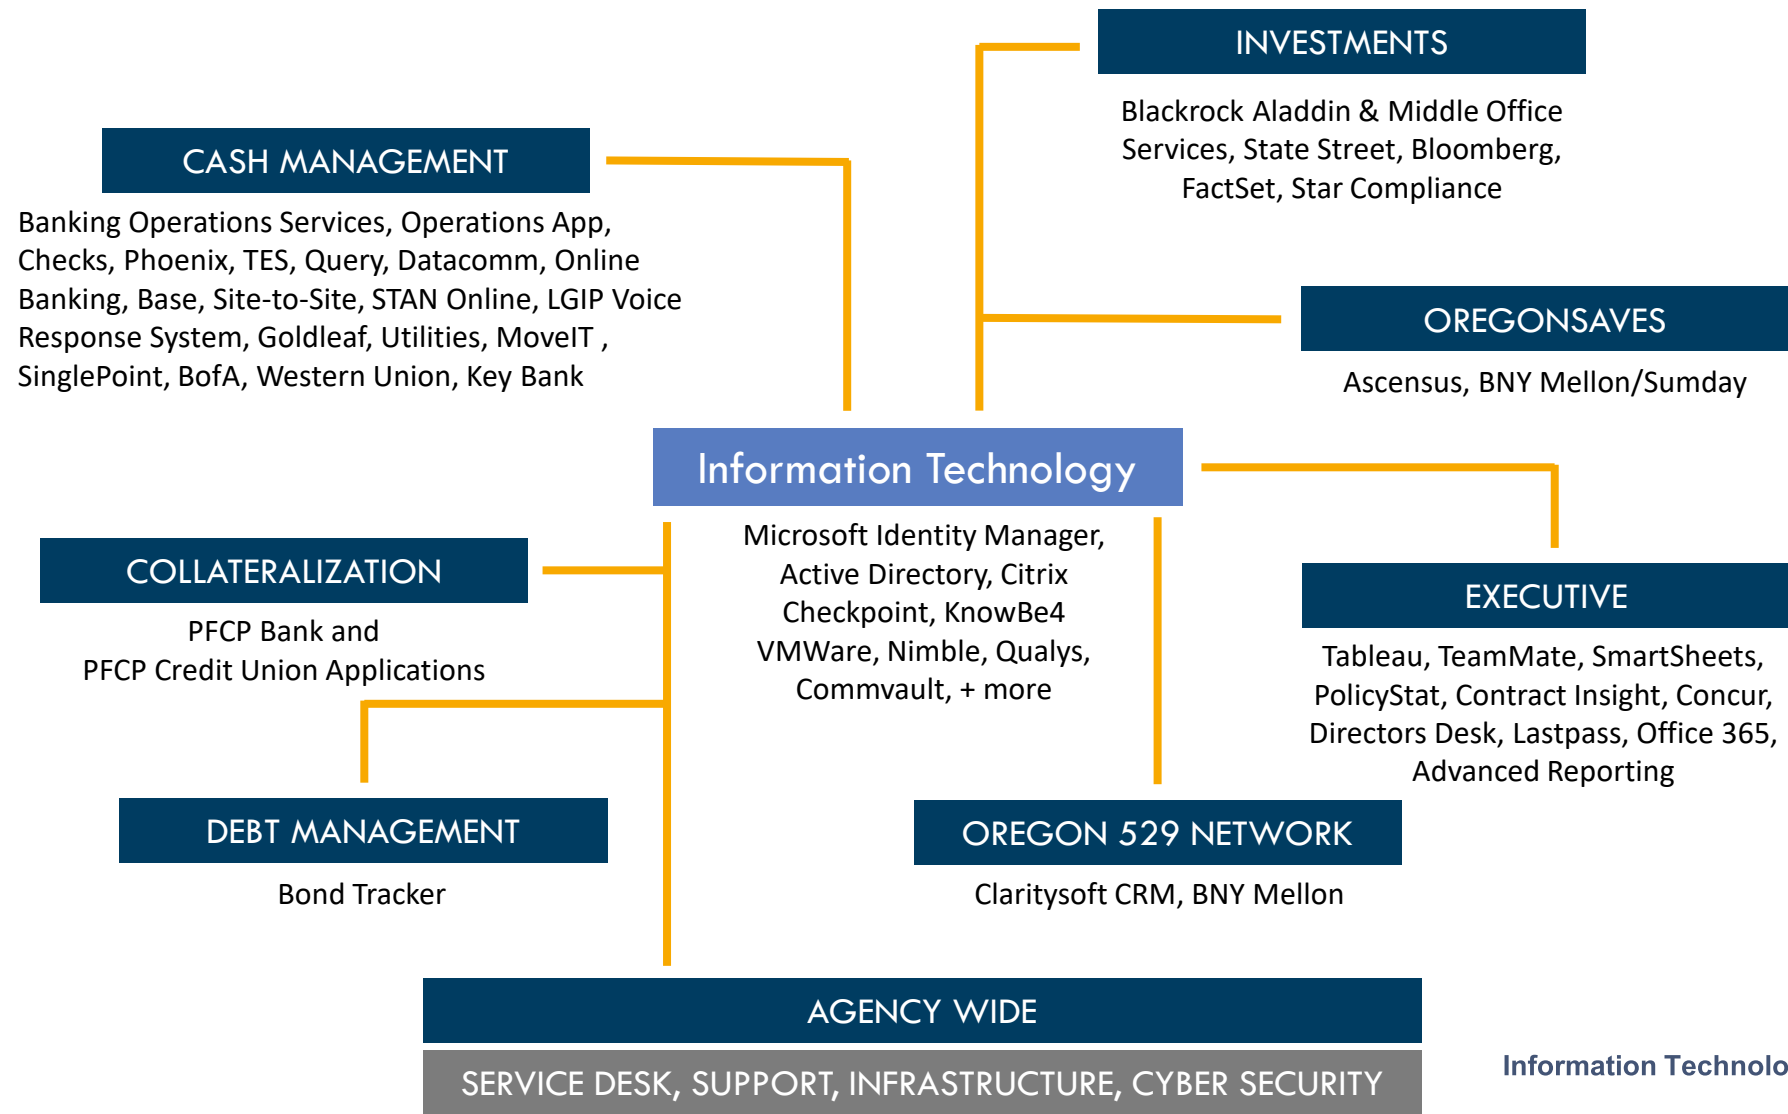 INVESTMENTS
Blackrock Aladdin & Middle Office
Services, State Street, Bloomberg,
FactSet, Star Compliance
CASH MANAGEMENT
Banking Operations Services, Operations App,
Checks, Phoenix, TES, Query, Datacomm, Online
Banking, Base, Site-to-Site, STAN Online, LGIP Voice
Response System, Goldleaf, Utilities, MoveIT ,
SinglePoint, BofA, Western Union, Key Bank
OREGONSAVES
Ascensus, BNY Mellon/Sumday
Information Technology
Microsoft Identity Manager,
Active Directory, Citrix
Checkpoint, KnowBe4
VMWare, Nimble, Qualys,
Commvault, + more
COLLATERALIZATION
PFCP Bank and
PFCP Credit Union Applications
EXECUTIVE
Tableau, TeamMate, SmartSheets,
PolicyStat, Contract Insight, Concur,
Directors Desk, Lastpass, Office 365,
Advanced Reporting
DEBT MANAGEMENT
Bond Tracker
OREGON 529 NETWORK
Claritysoft CRM, BNY Mellon
AGENCY WIDE
SERVICE DESK, SUPPORT, INFRASTRUCTURE, CYBER SECURITY
Information Technolo